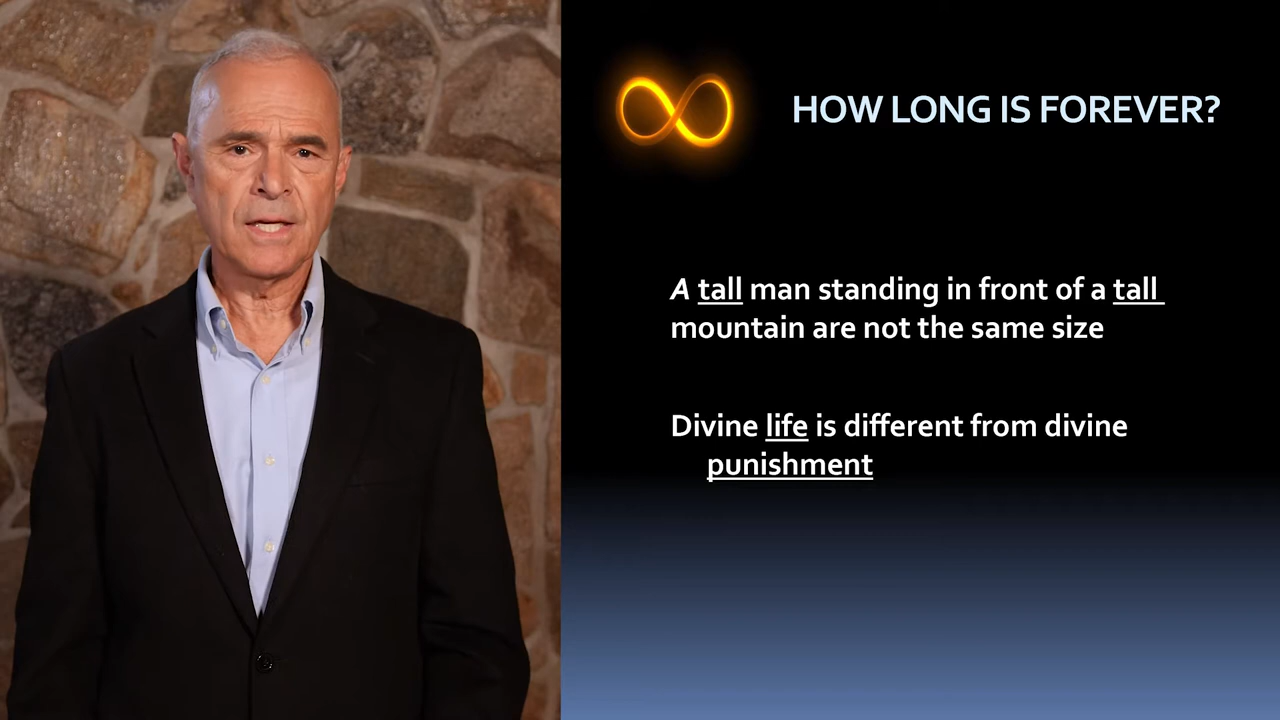 HOW LONG IS FOREVER?
A tall man standing in front of a tall
mountain are not the same size
Divine life is different from divine
punishment